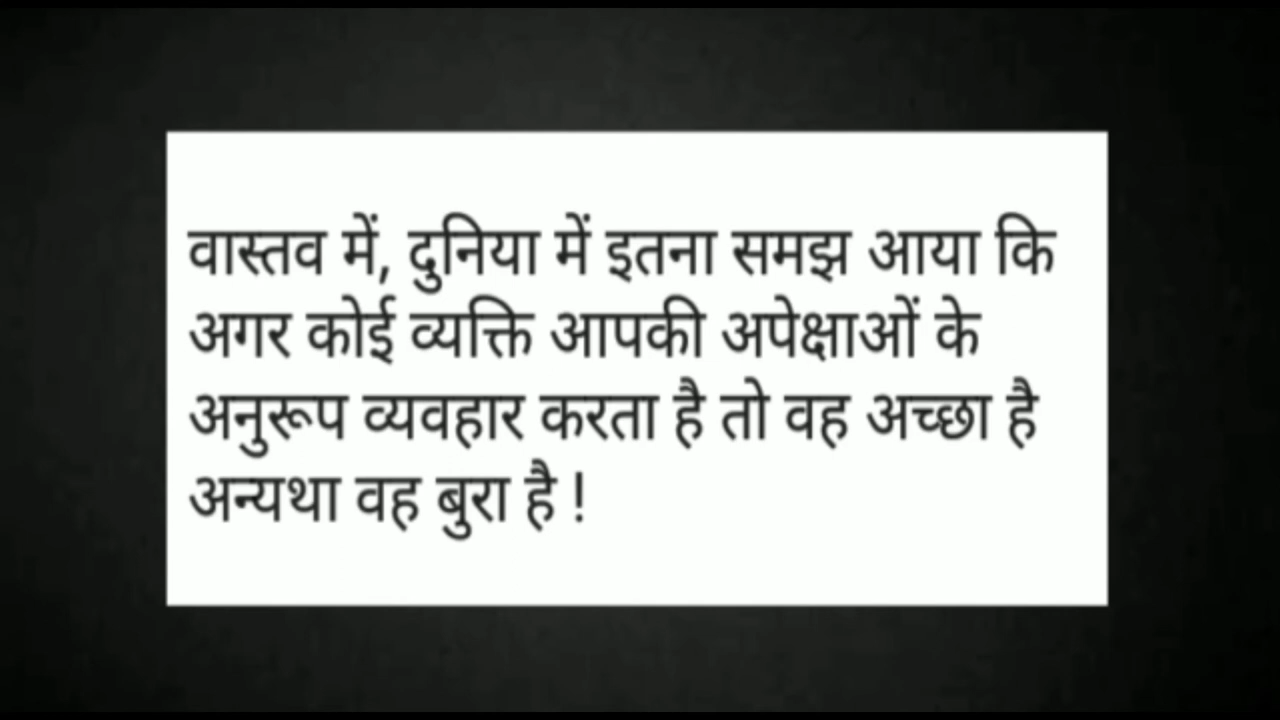 वास्तव में, दुनिया में इतना समझ आया कि
अगर कोई व्यक्ति आपकी अपेक्षाओं के
अनुरूप व्यवहार करता है तो वह अच्छा है
अन्यथा वह बुरा है !